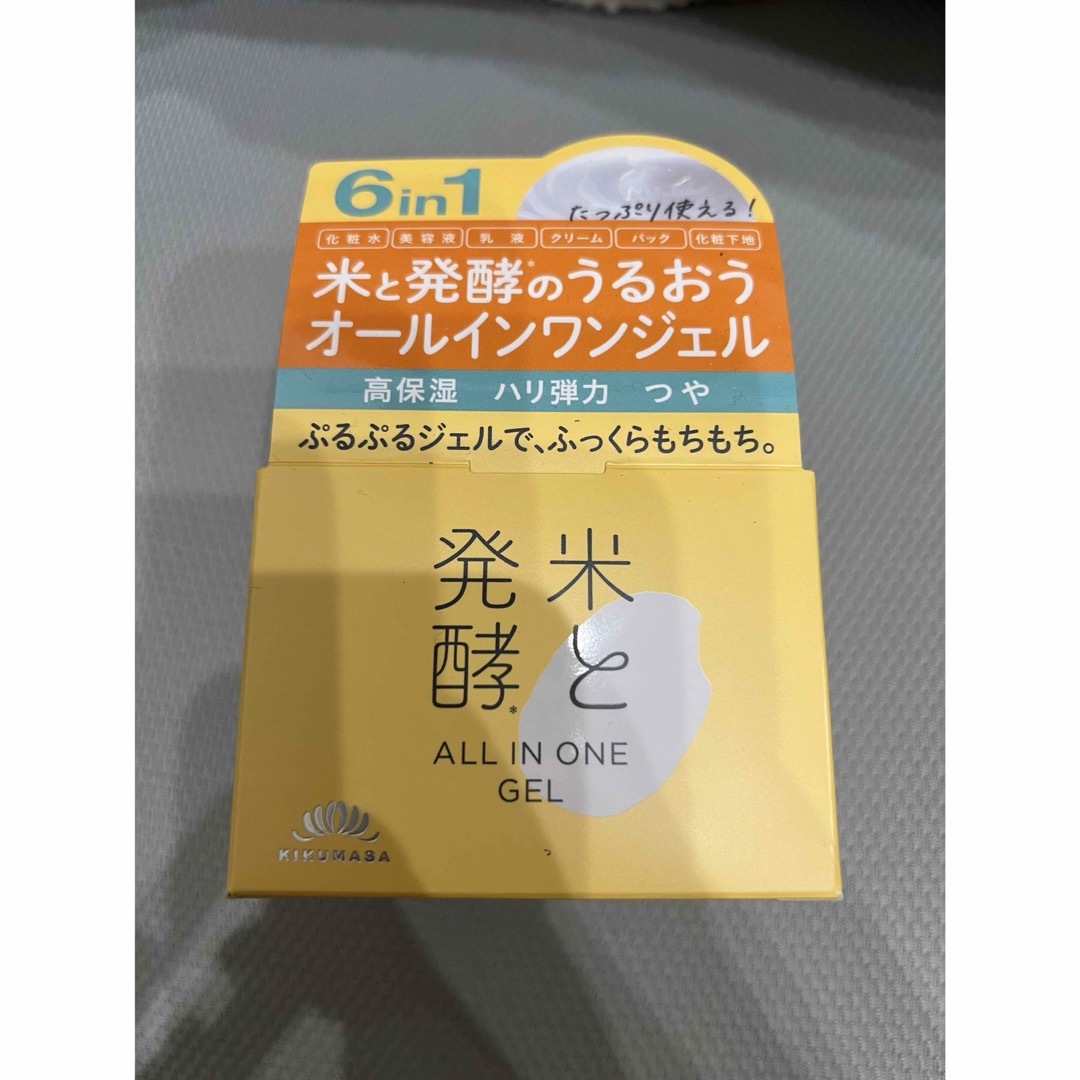 6in1
たっぷり使える!
化粧水 美容液 乳液 クリーム パック 化粧下地
米と発酵*のうるおう
オールインワンジェル
高保湿 ハリ弾力 つや
ぷるぷるジェルで、ふっくらもちもち。
米と
発酵*
ALL IN ONE
GEL
KIKUMASA